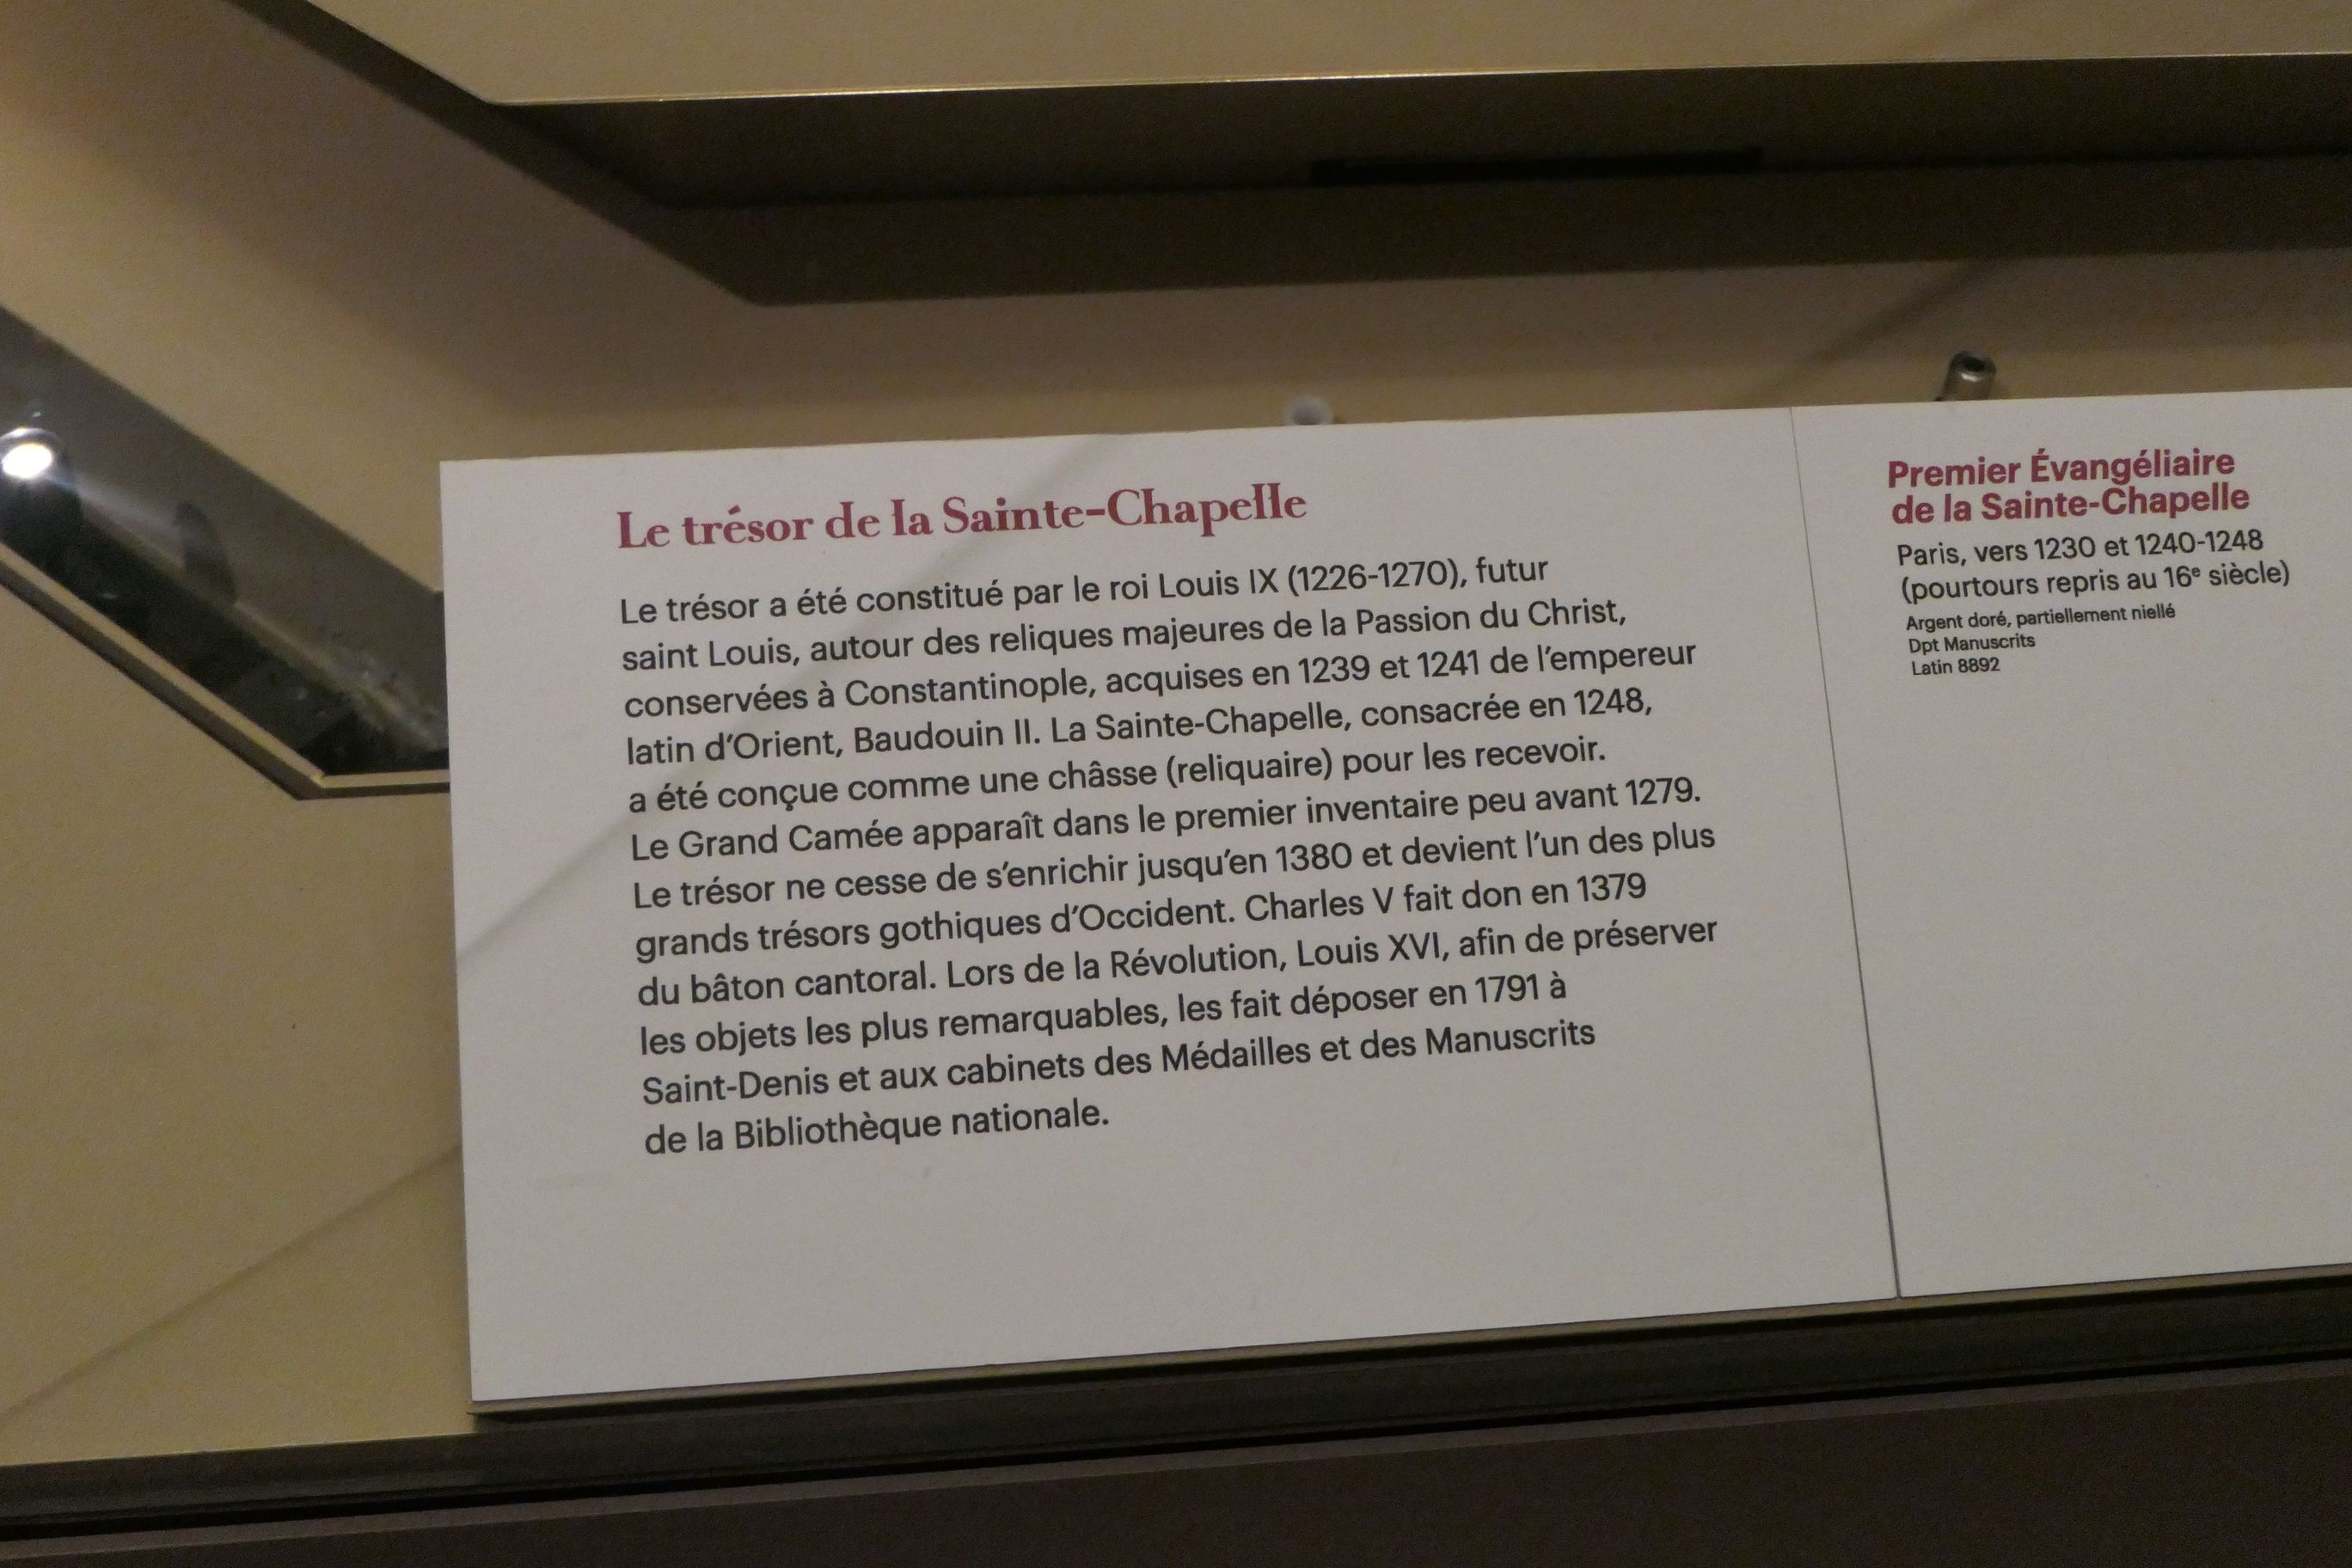 Le trésor de la Sainte-Chapelle
Le trésor a été constitué par le roi Louis IX (1226-1270), futur
saint Louis, autour des reliques majeures de la Passion du Christ,
conservées à Constantinople, acquises en 1239 et 1241 de l'empereur
latin d'Orient, Baudouin II. La Sainte-Chapelle, consacrée en 1248,
a été conçue comme une châsse (reliquaire) pour les recevoir.
Le Grand Camée apparaît dans le premier inventaire peu avant 1279.
Le trésor ne cesse de s'enrichir jusqu'en 1380 et devient l'un des plus
grands trésors gothiques d'Occident. Charles V fait don en 1379
du bâton cantoral. Lors de la Révolution, Louis XVI, afin de préserver
les objets les plus remarquables, les fait déposer en 1791 à
Saint-Denis et aux cabinets des Médailles et des Manuscrits
de la Bibliothèque nationale.
Premier Évangéliaire
de la Sainte-Chapelle
Paris, vers 1230 et 1240-1248
(pourtours repris au 16e siècle)
Argent doré, partiellement niellé
Dpt Manuscrits
Latin 8892